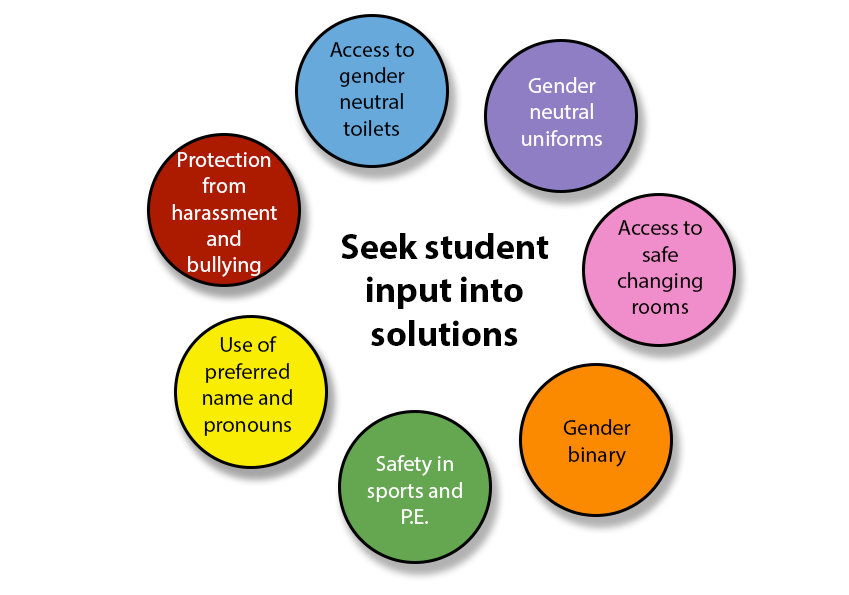 Access to
gender
neutral
toilets
Gender
neutral
uniforms
Protection
from
harassment
and
bullying
Access to
safe
changing
rooms
Seek student
input into
solutions
Use of
preferred
name and
pronouns
Gender
binary
Safety in
sports and
P.E.